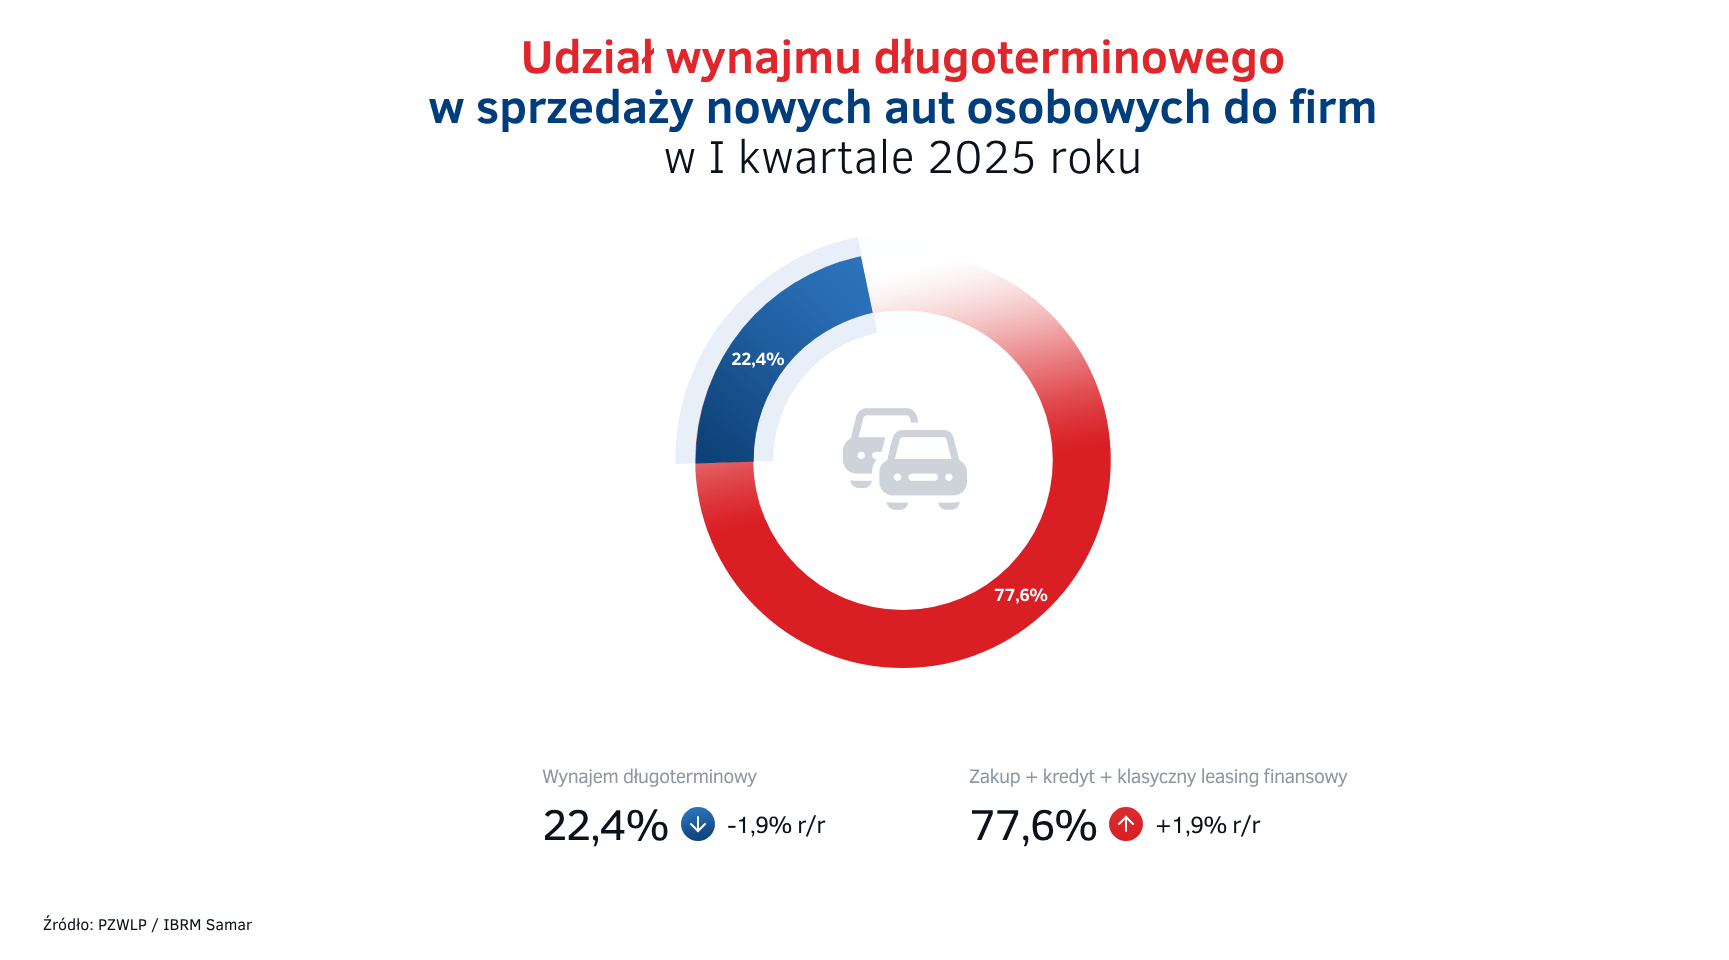 Udział wynajmu długoterminowego
w sprzedaży nowych aut osobowych do firm
w I kwartale 2025 roku
22,4%
77,6%
Wynajem długoterminowy
22,4% -1,9% r/r
Zakup + kredyt + klasyczny leasing finansowy
77,6% +1,9% r/r
Źródło: PZWLP / IBRM Samar